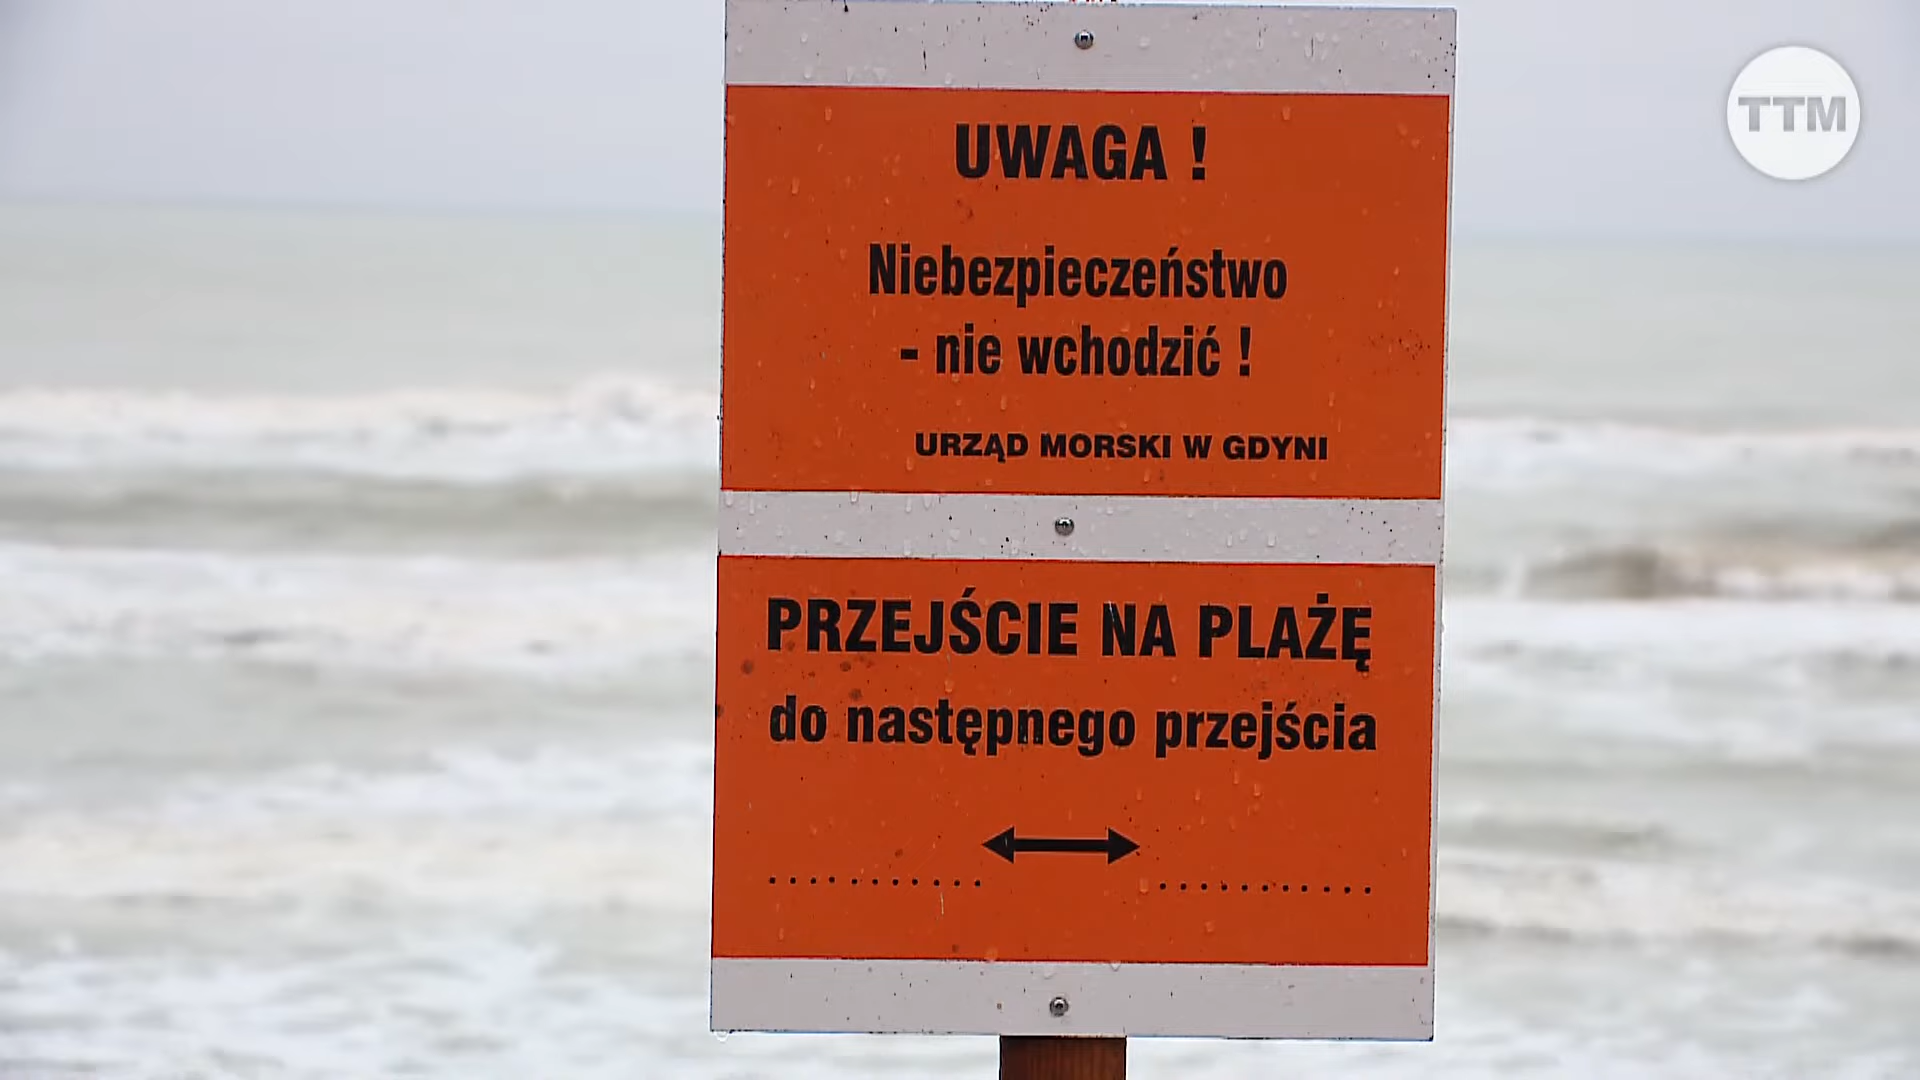 TTM
UWAGA !
Niebezpieczeństwo
- nie wchodzić !
URZĄD MORSKI W GDYNI
PRZEJŚCIE NA PLAŻĘ
do następnego przejścia
.......... ..........